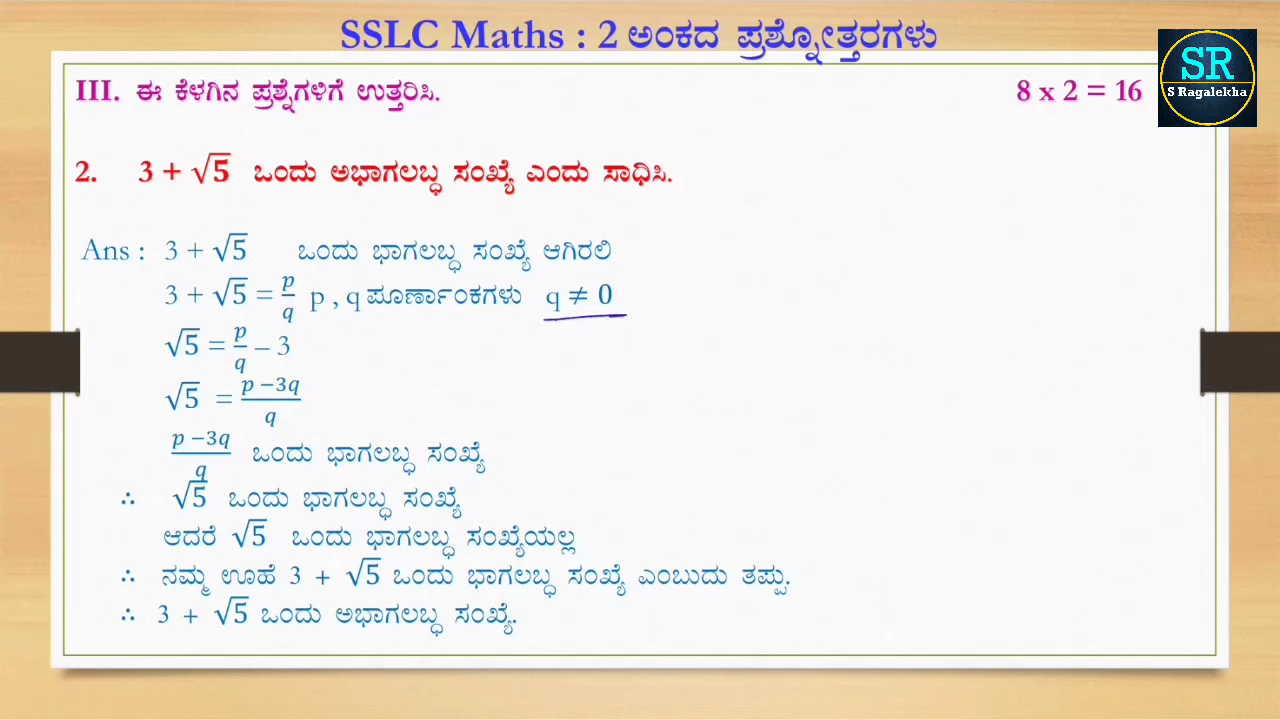 SSLC Maths : 2 ಅಂಕದ ಪ್ರಶ್ನೋತ್ತರಗಳು
SR
S Ragalekha
III. ಈ ಕೆಳಗಿನ ಪ್ರಶ್ನೆಗಳಿಗೆ ಉತ್ತರಿಸಿ. 8 x 2 = 16
2. 3 + √5 ಒಂದು ಅಭಾಗಲಬ್ಧ ಸಂಖ್ಯೆ ಎಂದು ಸಾಧಿಸಿ.
Ans : 3 + √5 ಒಂದು ಭಾಗಲಬ್ಧ ಸಂಖ್ಯೆ ಆಗಿರಲಿ
3 + √5 = p/q p , q ಪೂರ್ಣಾಂಕಗಳು q ≠ 0
√5 = p/q – 3
√5 = (p −3q)/q
(p −3q)/q ಒಂದು ಭಾಗಲಬ್ಧ ಸಂಖ್ಯೆ
∴ √5 ಒಂದು ಭಾಗಲಬ್ಧ ಸಂಖ್ಯೆ
ಆದರೆ √5 ಒಂದು ಭಾಗಲಬ್ಧ ಸಂಖ್ಯೆಯಲ್ಲ
∴ ನಮ್ಮ ಊಹೆ 3 + √5 ಒಂದು ಭಾಗಲಬ್ಧ ಸಂಖ್ಯೆ ಎಂಬುದು ತಪ್ಪು.
∴ 3 + √5 ಒಂದು ಅಭಾಗಲಬ್ಧ ಸಂಖ್ಯೆ.